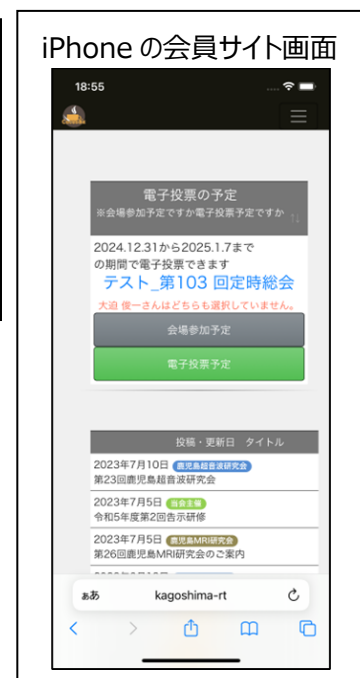 iPhone の会員サイト画面
18:55
電子投票の予定
※会場参加予定ですか電子投票予定ですか
2024.12.31から2025.1.7まで
の期間で電子投票できます
テスト_第103 回定時総会
大迫 俊一さんはどちらも選択していません。
会場参加予定
電子投票予定
投稿・更新日 タイトル
2023年7月10日 鹿児島超音波研究会
第23回鹿児島超音波研究会
2023年7月5日 当会主催
令和5年度第2回告示研修
2023年7月5日 鹿児島MRI研究会
第26回鹿児島MRI研究会のご案内
ぁあ kagoshima-rt